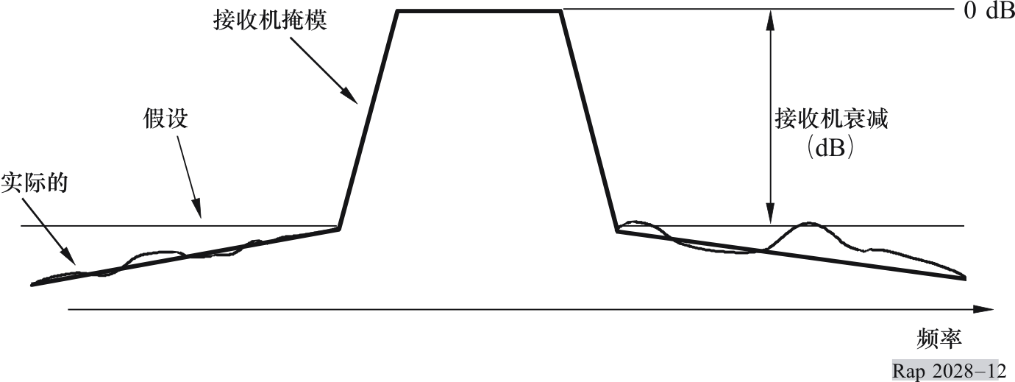 接收机掩模
0 dB
假设
接收机衰减
(dB)
实际的
频率
Rap 2028–12